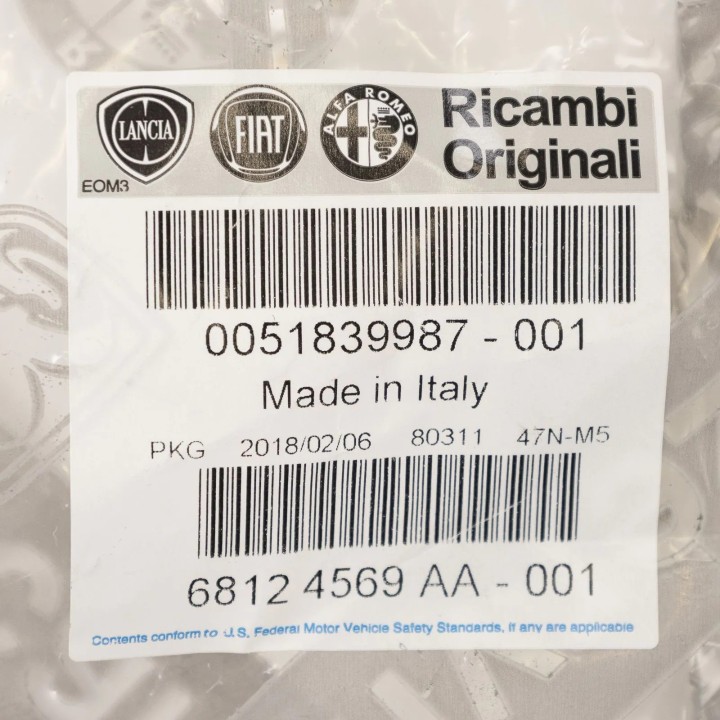 LANCIA FIAT ALFA ROMEO Ricambi
Originali
EOM3
0051839987 - 001
Made in Italy
PKG 2018/02/06 80311 47N-M5
6812 4569 AA - 001
Contents conform to U.S. Federal Motor Vehicle Safety Standards, if any are applicable